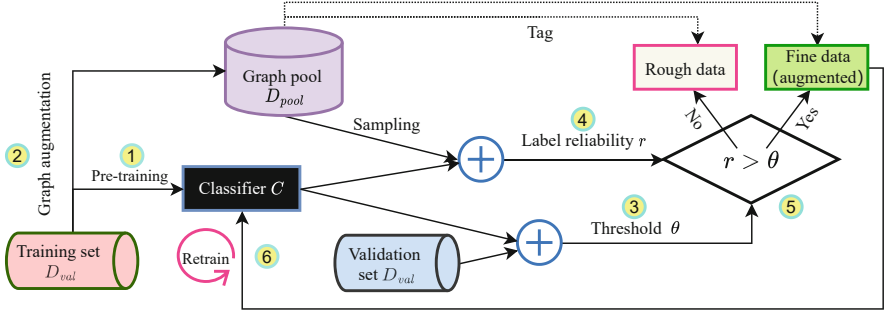 Tag
Graph pool
D_pool
Rough data
Fine data
(augmented)
Graph augmentation
2
1
Pre-training
Sampling
4
Label reliability r
No
Yes
r > θ
Classifier C
3
Threshold θ
5
Training set
D_val
Retrain
6
Validation
set D_val